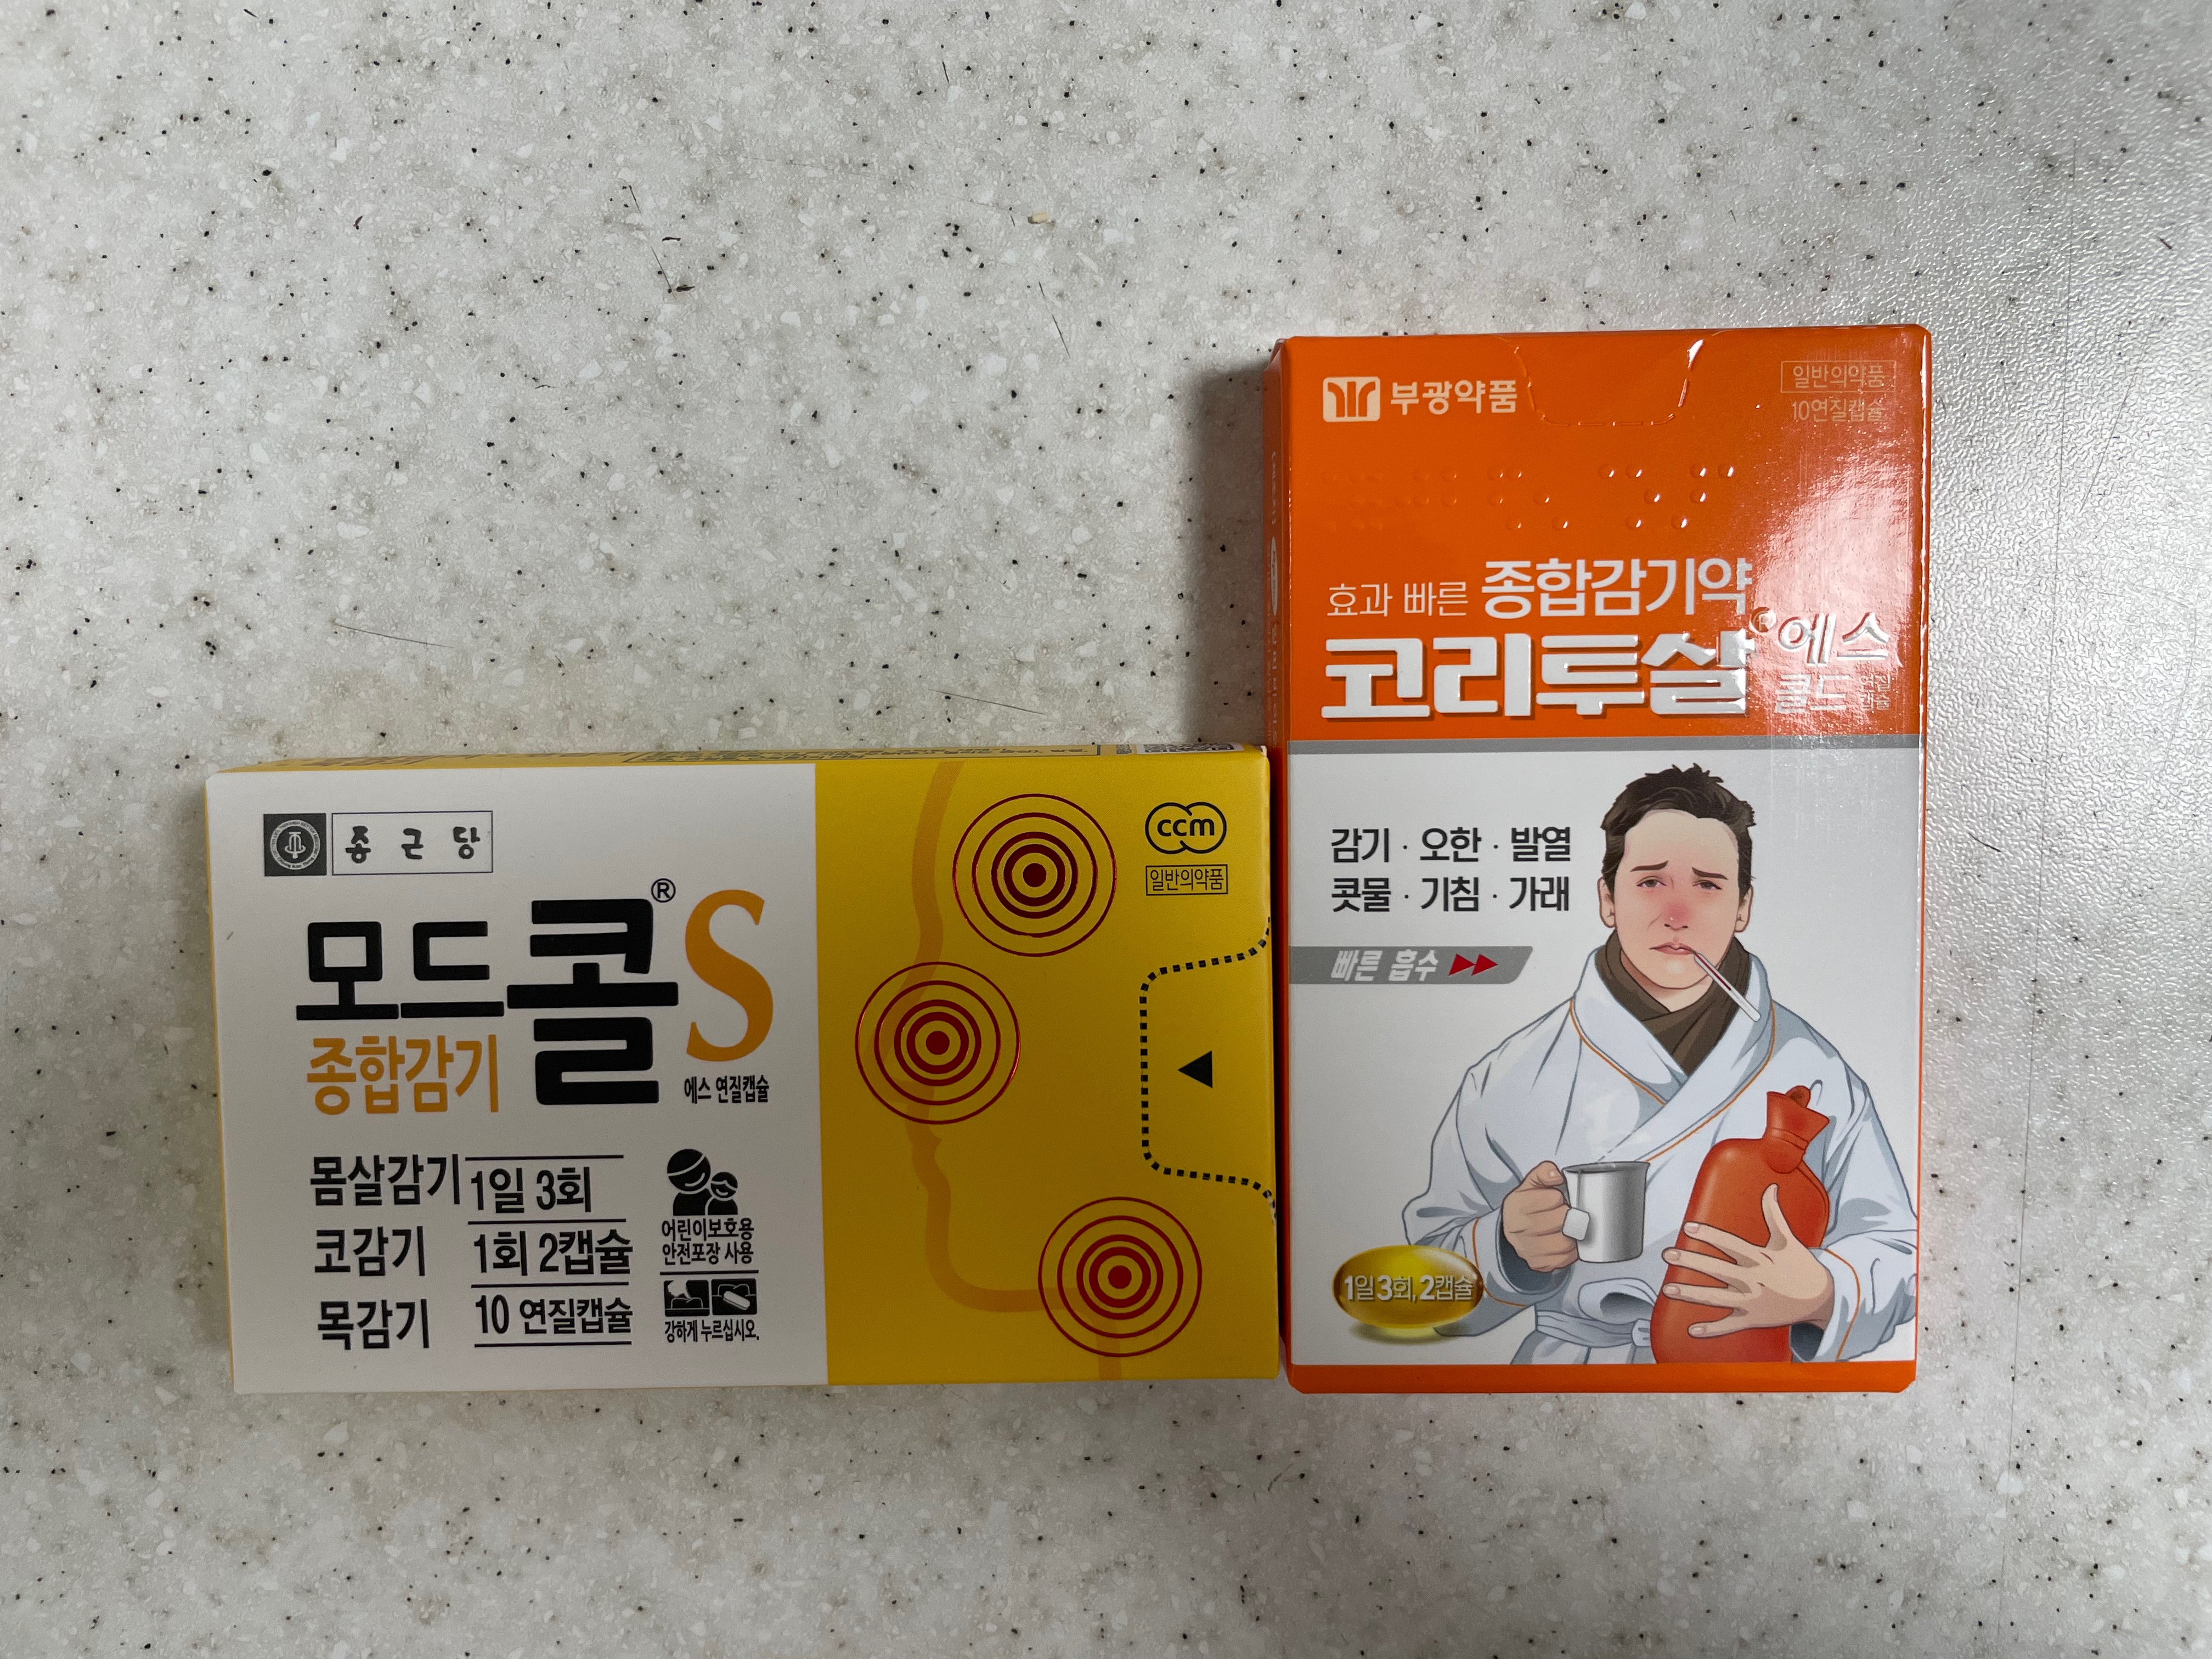 종근당
모드콜® S
종합감기
에스 연질캡슐
몸살감기
코감기
목감기
1일 3회
1회 2캡슐
10 연질캡슐
어린이보호용
안전포장 사용
강하게 누르십시오.
ccm
일반의약품
부광약품
일반의약품
10연질캡슐
효과 빠른 종합감기약
코리투살® 에스
콜드 연질
캡슐
감기 · 오한 · 발열
콧물 · 기침 · 가래
빠른 흡수
1일 3회, 2캡슐